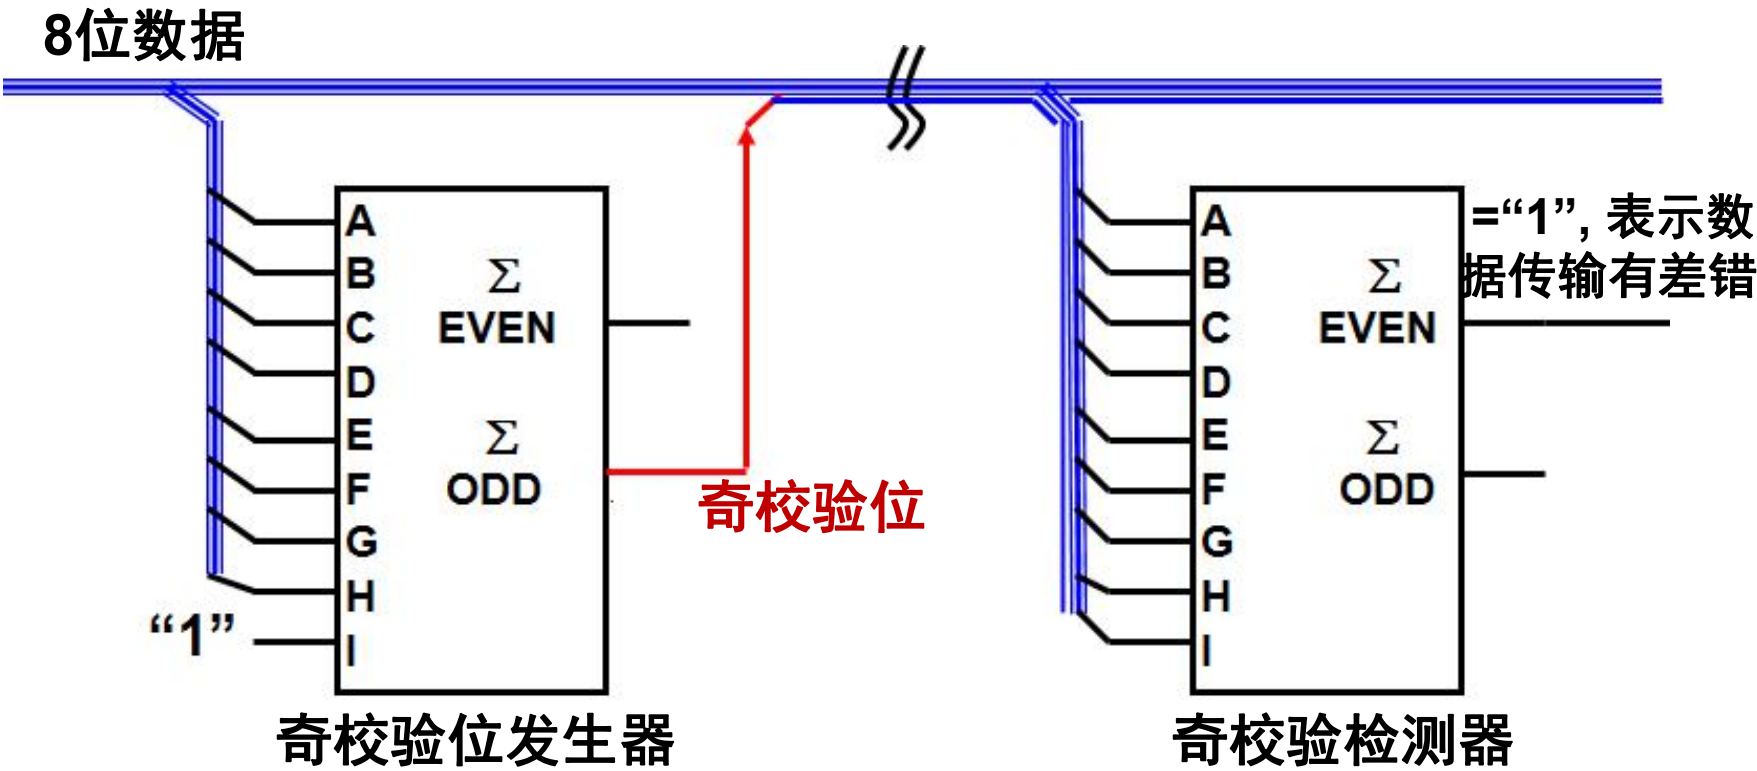 8位数据
A
B
C
D
E
F
G
H
I
Σ
EVEN
Σ
ODD
“1”
奇校验位
奇校验位发生器
A
B
C
D
E
F
G
H
I
Σ
EVEN
Σ
ODD
=“1”, 表示数
据传输有差错
奇校验检测器